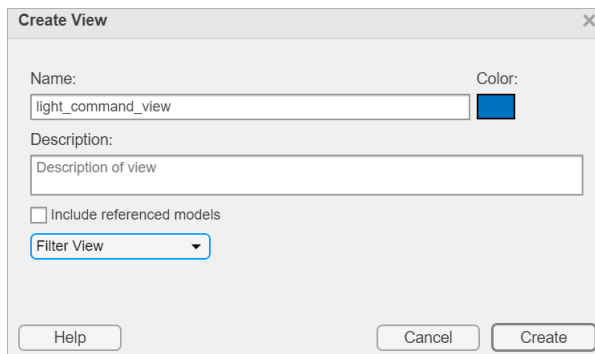 Create View
Name: Color:
light_command_view
Description:
Description of view
Include referenced models
Filter View
Help Cancel Create